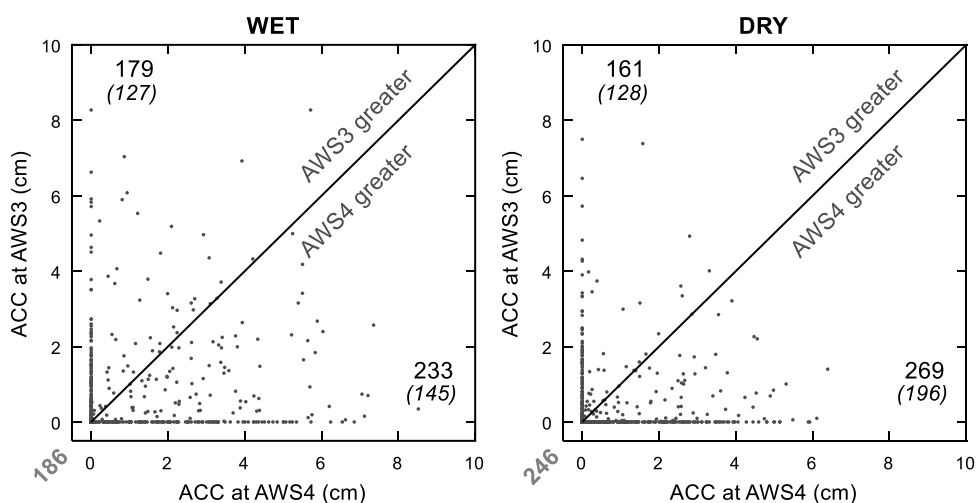 WET
DRY
10
8
6
4
2
0
ACC at AWS3 (cm)
179
(127)
AWS3 greater
AWS4 greater
233
(145)
186
0 2 4 6 8 10
ACC at AWS4 (cm)
10
8
6
4
2
0
ACC at AWS3 (cm)
161
(128)
AWS3 greater
AWS4 greater
269
(196)
246
0 2 4 6 8 10
ACC at AWS4 (cm)